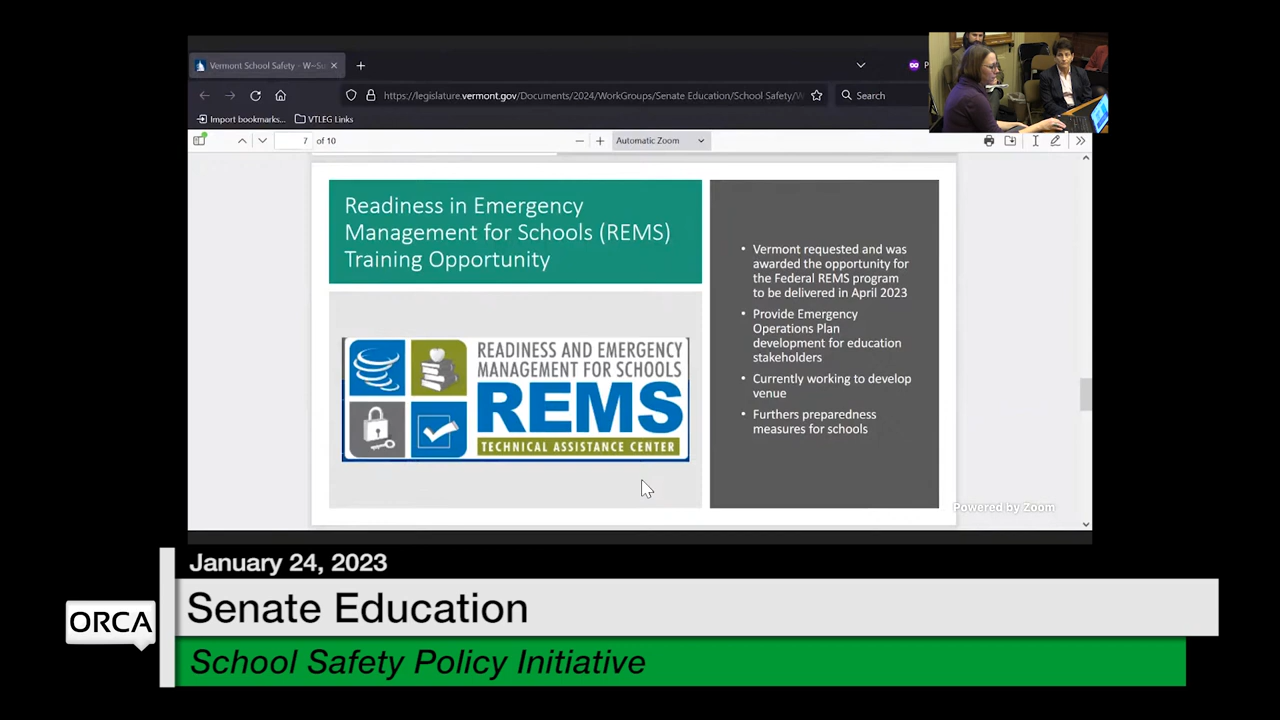 Vermont School Safety - W-Su
https://legislature.vermont.gov/Documents/2024/WorkGroups/Senate Education/School Safety/W
Search
Import bookmarks...
VTLEG Links
7 of 10
Automatic Zoom
Readiness in Emergency
Management for Schools (REMS)
Training Opportunity
READINESS AND EMERGENCY
MANAGEMENT FOR SCHOOLS
REMS
TECHNICAL ASSISTANCE CENTER
• Vermont requested and was
awarded the opportunity for
the Federal REMS program
to be delivered in April 2023
• Provide Emergency
Operations Plan
development for education
stakeholders
• Currently working to develop
venue
• Furthers preparedness
measures for schools
Powered by Zoom
January 24, 2023
ORCA
Senate Education
School Safety Policy Initiative